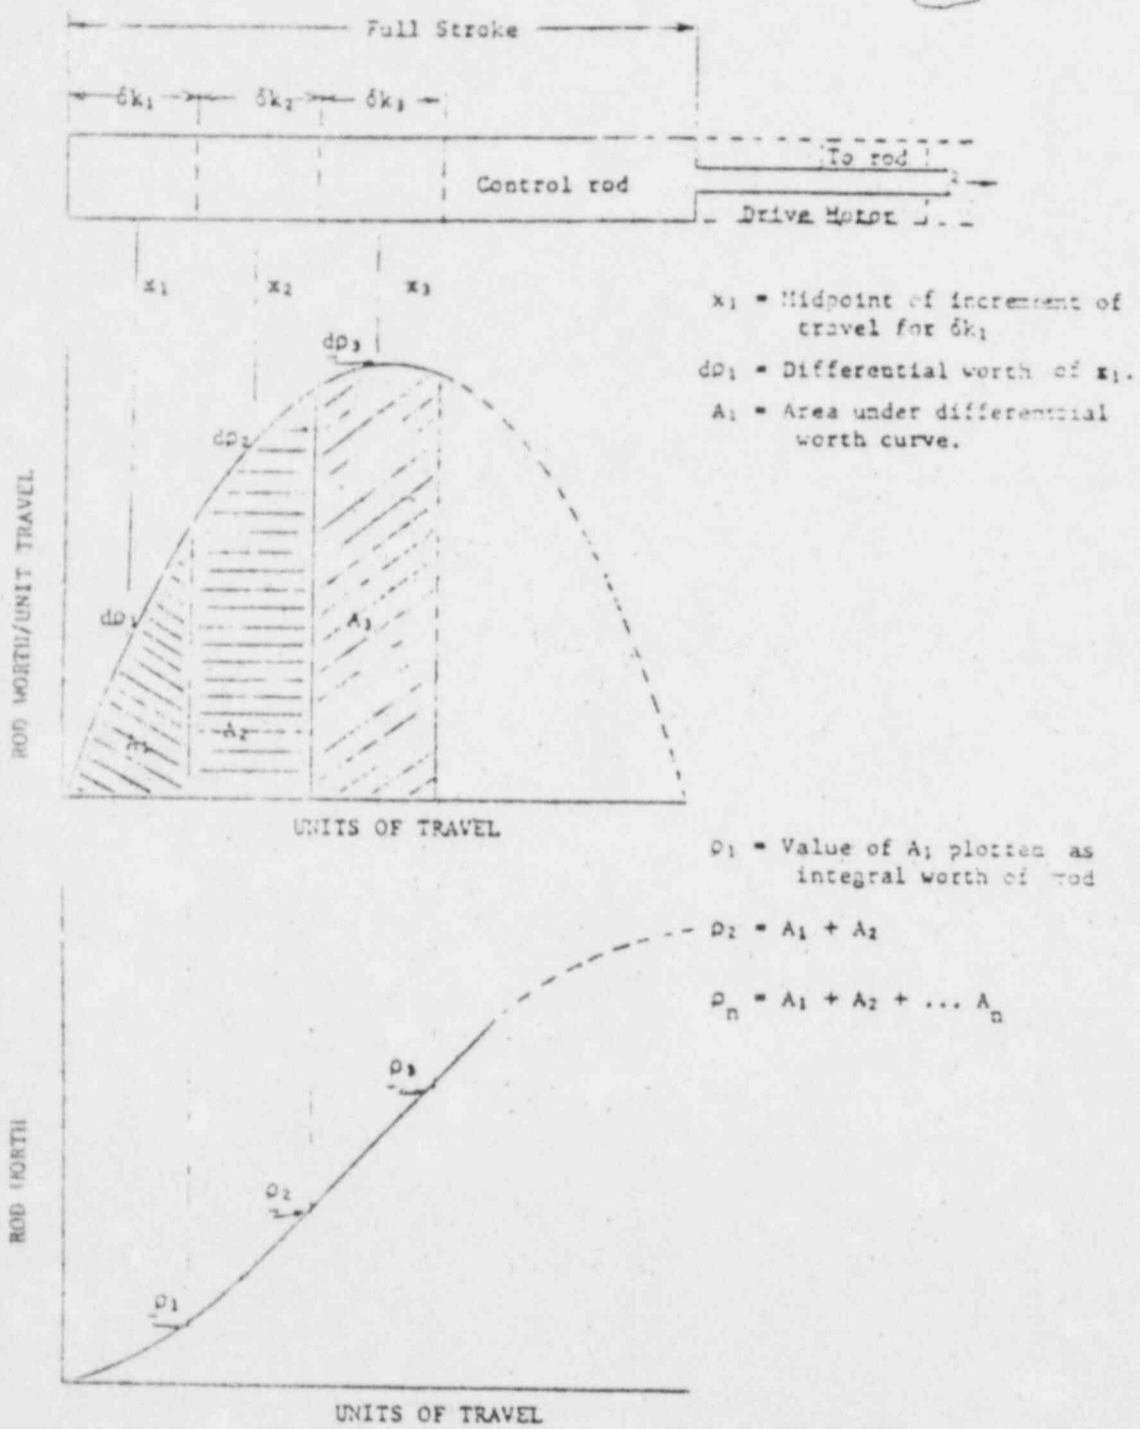 Full Stroke
δk₁ δk₂ δk₃
Control rod
To rod
Drive Motor
x₁ x₂ x₃
x₁ = Midpoint of increment of
travel for δk₁
dρ₁ = Differential worth of x₁.
A₁ = Area under differential
worth curve.
dρ₃
dρ₂
dρ₁
A₃
A₂
ROD WORTH/UNIT TRAVEL
UNITS OF TRAVEL
ρ₁ = Value of A₁ plotted as
integral worth of rod
ρ₂ = A₁ + A₂
ρₙ = A₁ + A₂ + ... Aₙ
ρ₃
ρ₂
ρ₁
ROD WORTH
UNITS OF TRAVEL